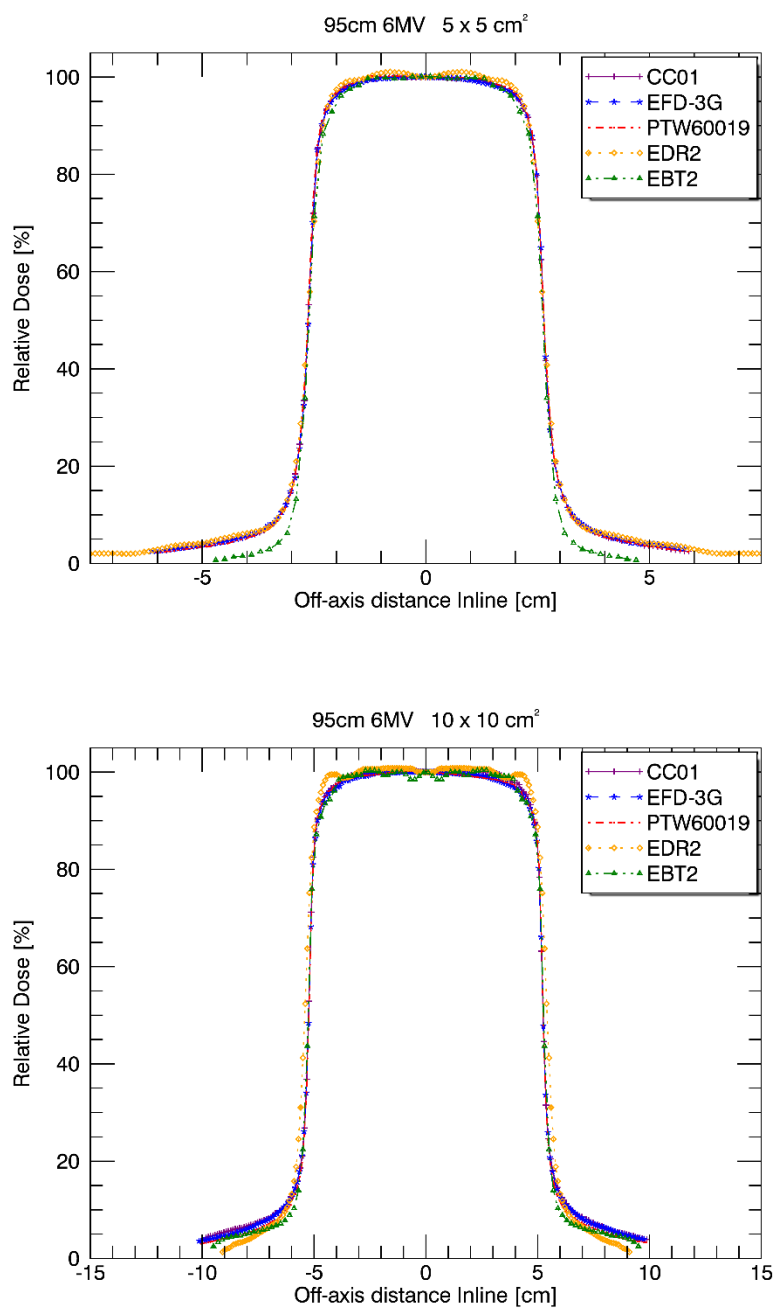 95cm 6MV 5 x 5 cm²
100
80
60
40
20
0
Relative Dose [%]
CC01
EFD-3G
PTW60019
EDR2
EBT2
-5
0
5
Off-axis distance Inline [cm]
95cm 6MV 10 x 10 cm²
100
80
60
40
20
0
Relative Dose [%]
CC01
EFD-3G
PTW60019
EDR2
EBT2
-15
-10
-5
0
5
10
15
Off-axis distance Inline [cm]